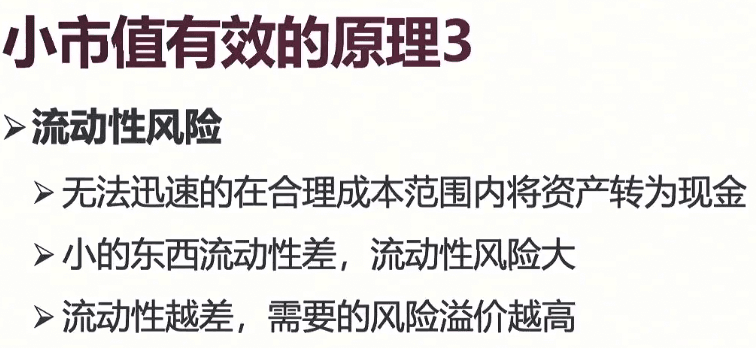 小市值有效的原理3
流动性风险
无法迅速的在合理成本范围内将资产转为现金
小的东西流动性差，流动性风险大
流动性越差，需要的风险溢价越高